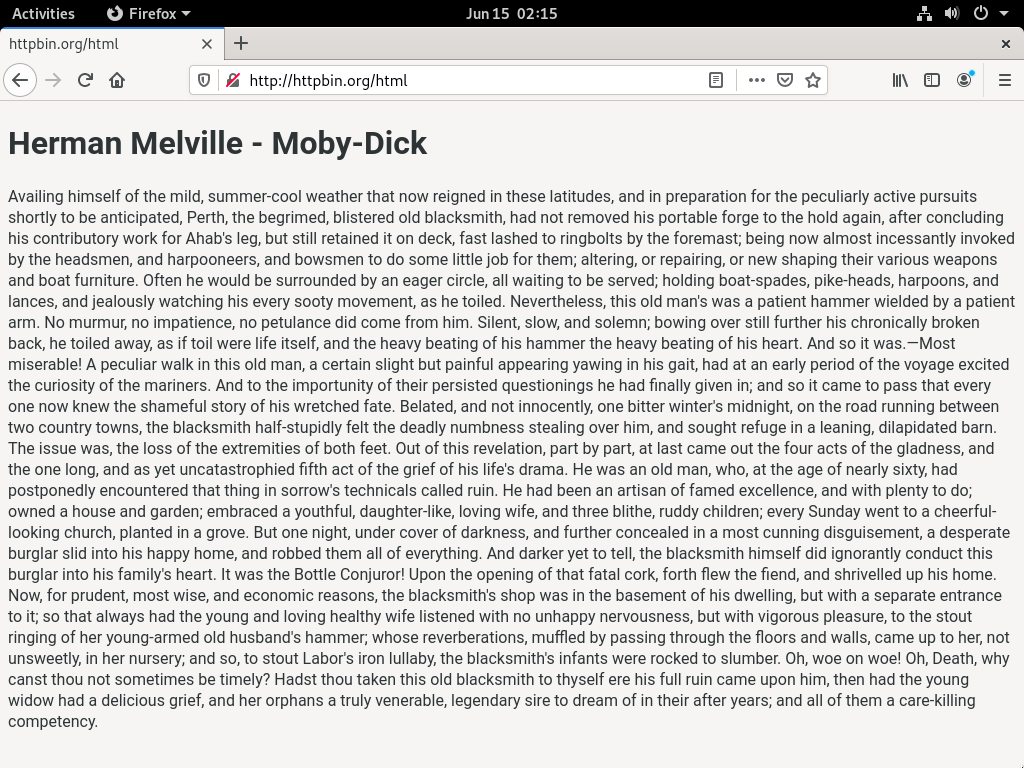 Activities
Firefox
Jun 15 02:15
httpbin.org/html
http://httpbin.org/html
Herman Melville - Moby-Dick
Availing himself of the mild, summer-cool weather that now reigned in these latitudes, and in preparation for the peculiarly active pursuits
shortly to be anticipated, Perth, the begrimed, blistered old blacksmith, had not removed his portable forge to the hold again, after concluding
his contributory work for Ahab's leg, but still retained it on deck, fast lashed to ringbolts by the foremast; being now almost incessantly invoked
by the headsmen, and harpooneers, and bowsmen to do some little job for them; altering, or repairing, or new shaping their various weapons
and boat furniture. Often he would be surrounded by an eager circle, all waiting to be served; holding boat-spades, pike-heads, harpoons, and
lances, and jealously watching his every sooty movement, as he toiled. Nevertheless, this old man's was a patient hammer wielded by a patient
arm. No murmur, no impatience, no petulance did come from him. Silent, slow, and solemn; bowing over still further his chronically broken
back, he toiled away, as if toil were life itself, and the heavy beating of his hammer the heavy beating of his heart. And so it was.—Most
miserable! A peculiar walk in this old man, a certain slight but painful appearing yawing in his gait, had at an early period of the voyage excited
the curiosity of the mariners. And to the importunity of their persisted questionings he had finally given in; and so it came to pass that every
one now knew the shameful story of his wretched fate. Belated, and not innocently, one bitter winter's midnight, on the road running between
two country towns, the blacksmith half-stupidly felt the deadly numbness stealing over him, and sought refuge in a leaning, dilapidated barn.
The issue was, the loss of the extremities of both feet. Out of this revelation, part by part, at last came out the four acts of the gladness, and
the one long, and as yet uncatastrophied fifth act of the grief of his life's drama. He was an old man, who, at the age of nearly sixty, had
postponedly encountered that thing in sorrow's technicals called ruin. He had been an artisan of famed excellence, and with plenty to do;
owned a house and garden; embraced a youthful, daughter-like, loving wife, and three blithe, ruddy children; every Sunday went to a cheerful-
looking church, planted in a grove. But one night, under cover of darkness, and further concealed in a most cunning disguisement, a desperate
burglar slid into his happy home, and robbed them all of everything. And darker yet to tell, the blacksmith himself did ignorantly conduct this
burglar into his family's heart. It was the Bottle Conjuror! Upon the opening of that fatal cork, forth flew the fiend, and shrivelled up his home.
Now, for prudent, most wise, and economic reasons, the blacksmith's shop was in the basement of his dwelling, but with a separate entrance
to it; so that always had the young and loving healthy wife listened with no unhappy nervousness, but with vigorous pleasure, to the stout
ringing of her young-armed old husband's hammer; whose reverberations, muffled by passing through the floors and walls, came up to her, not
unsweetly, in her nursery; and so, to stout Labor's iron lullaby, the blacksmith's infants were rocked to slumber. Oh, woe on woe! Oh, Death, why
canst thou not sometimes be timely? Hadst thou taken this old blacksmith to thyself ere his full ruin came upon him, then had the young
widow had a delicious grief, and her orphans a truly venerable, legendary sire to dream of in their after years; and all of them a care-killing
competency.